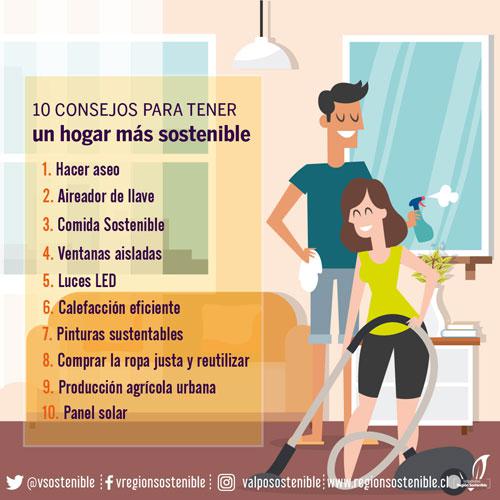 10 CONSEJOS PARA TENER
un hogar más sostenible
1. Hacer aseo
2. Aireador de llave
3. Comida Sostenible
4. Ventanas aisladas
5. Luces LED
6. Calefacción eficiente
7. Pinturas sustentables
8. Comprar la ropa justa y reutilizar
9. Producción agrícola urbana
10. Panel solar
@vsostenible vregionsostenible valposostenible www.regionsostenible.cl
Región Sostenible